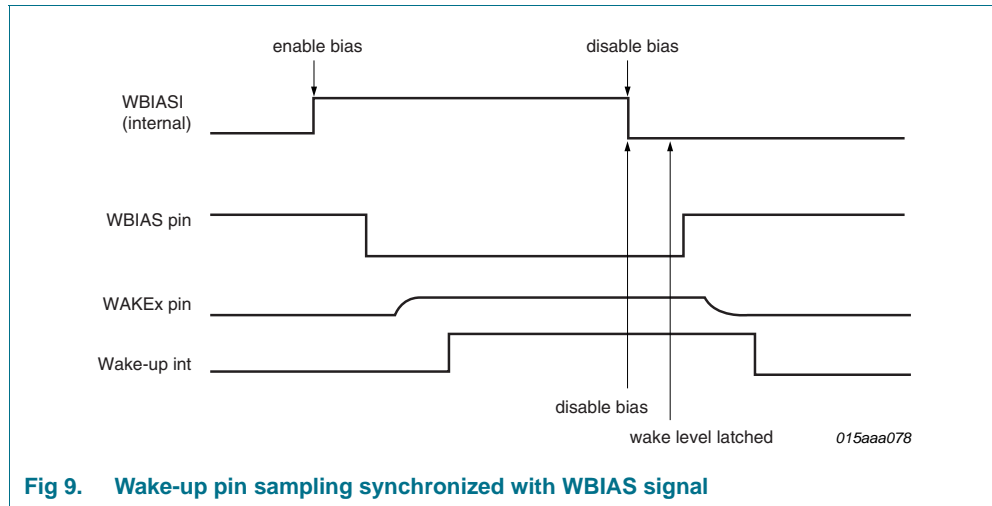 enable bias
disable bias
WBIASI
(internal)
WBIAS pin
WAKEx pin
Wake-up int
disable bias
wake level latched
015aaa078
Fig 9. Wake-up pin sampling synchronized with WBIAS signal